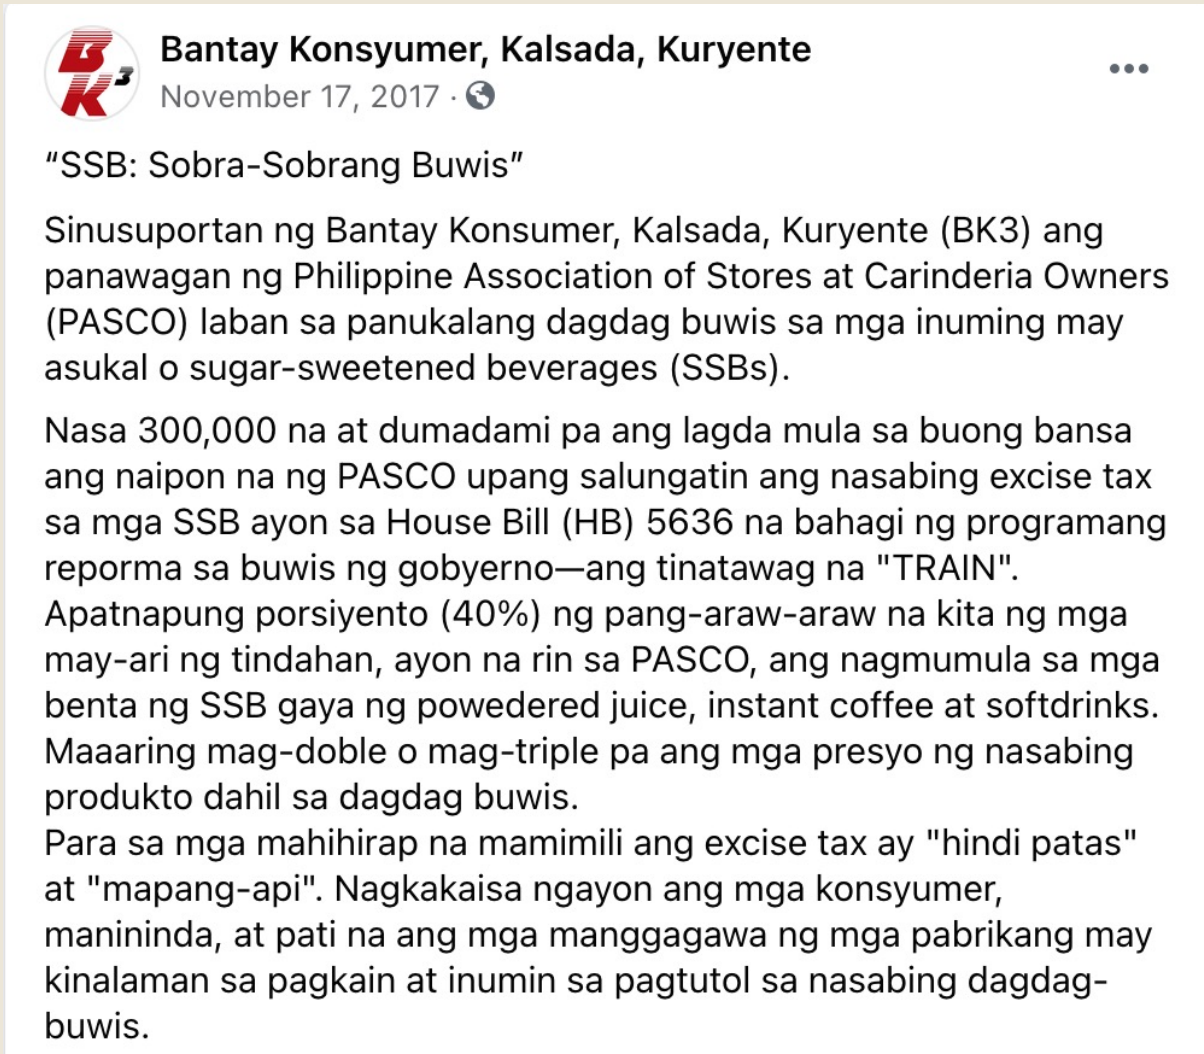 BK3
Bantay Konsyumer, Kalsada, Kuryente
November 17, 2017 ·
“SSB: Sobra-Sobrang Buwis”
Sinusuportan ng Bantay Konsumer, Kalsada, Kuryente (BK3) ang
panawagan ng Philippine Association of Stores at Carinderia Owners
(PASCO) laban sa panukalang dagdag buwis sa mga inuming may
asukal o sugar-sweetened beverages (SSBs).
Nasa 300,000 na at dumadami pa ang lagda mula sa buong bansa
ang naipon na ng PASCO upang salungatin ang nasabing excise tax
sa mga SSB ayon sa House Bill (HB) 5636 na bahagi ng programang
reporma sa buwis ng gobyerno—ang tinatawag na "TRAIN".
Apatnapung porsiyento (40%) ng pang-araw-araw na kita ng mga
may-ari ng tindahan, ayon na rin sa PASCO, ang nagmumula sa mga
benta ng SSB gaya ng powedered juice, instant coffee at softdrinks.
Maaaring mag-doble o mag-triple pa ang mga presyo ng nasabing
produkto dahil sa dagdag buwis.
Para sa mga mahihirap na mamimili ang excise tax ay "hindi patas"
at "mapang-api". Nagkakaisa ngayon ang mga konsyumer,
manininda, at pati na ang mga manggagawa ng mga pabrikang may
kinalaman sa pagkain at inumin sa pagtutol sa nasabing dagdag-
buwis.